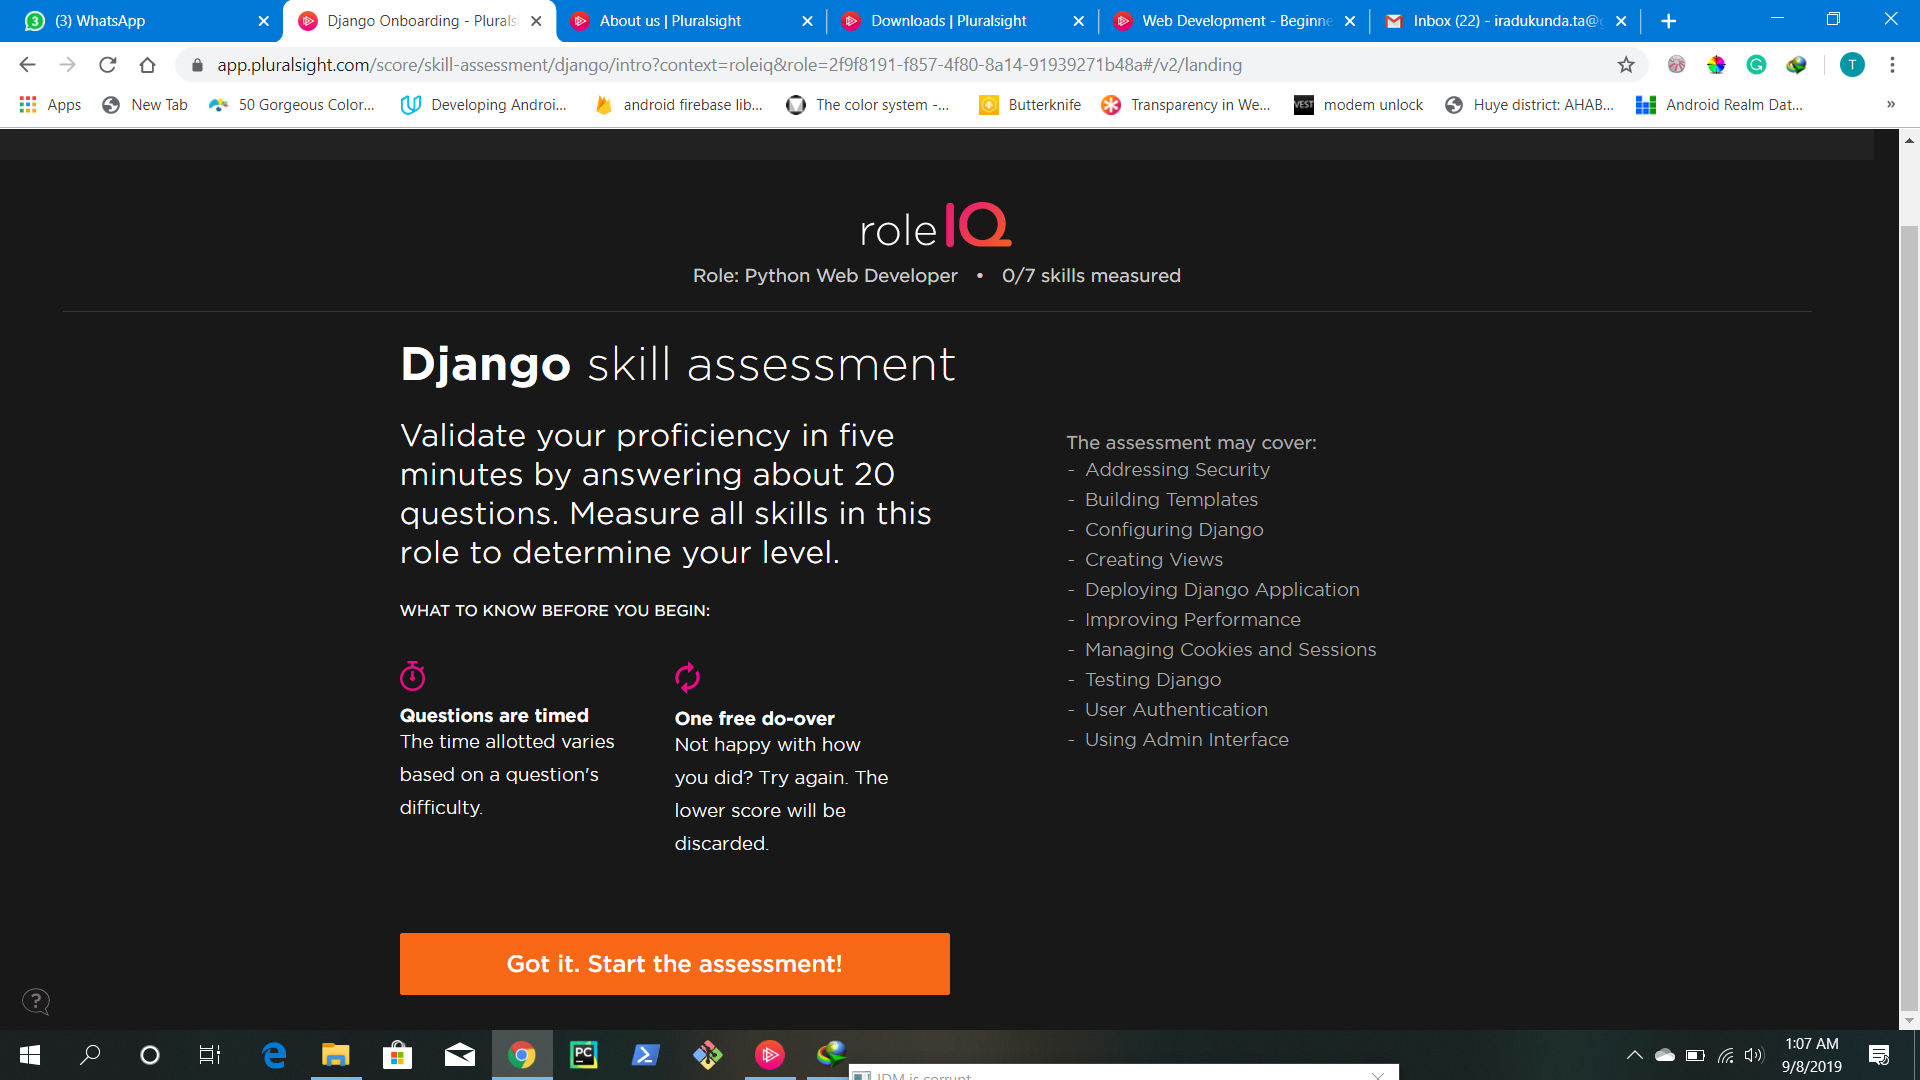 (3) WhatsApp
Django Onboarding - Plurals
About us | Pluralsight
Downloads | Pluralsight
Web Development - Beginne
Inbox (22) - iradukunda.ta@
app.pluralsight.com/score/skill-assessment/django/intro?context=roleiq&role=2f9f8191-f857-4f80-8a14-91939271b48a#/v2/landing
T
Apps
New Tab
50 Gorgeous Color...
Developing Androi...
android firebase lib...
The color system -...
Butterknife
Transparency in We...
VEST
modem unlock
Huye district: AHAB...
Android Realm Dat...
»
role IQ
Role: Python Web Developer • 0/7 skills measured
Django skill assessment
Validate your proficiency in five
minutes by answering about 20
questions. Measure all skills in this
role to determine your level.
WHAT TO KNOW BEFORE YOU BEGIN:
Questions are timed
The time allotted varies
based on a question's
difficulty.
One free do-over
Not happy with how
you did? Try again. The
lower score will be
discarded.
The assessment may cover:
- Addressing Security
- Building Templates
- Configuring Django
- Creating Views
- Deploying Django Application
- Improving Performance
- Managing Cookies and Sessions
- Testing Django
- User Authentication
- Using Admin Interface
Got it. Start the assessment!
?
PC
1:07 AM
9/8/2019
IDM is corrupt